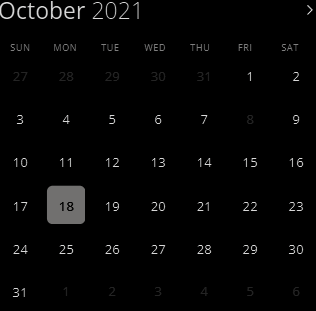 October 2021
SUN MON TUE WED THU FRI SAT
27 28 29 30 31 1 2
3 4 5 6 7 8 9
10 11 12 13 14 15 16
17 18 19 20 21 22 23
24 25 26 27 28 29 30
31 1 2 3 4 5 6